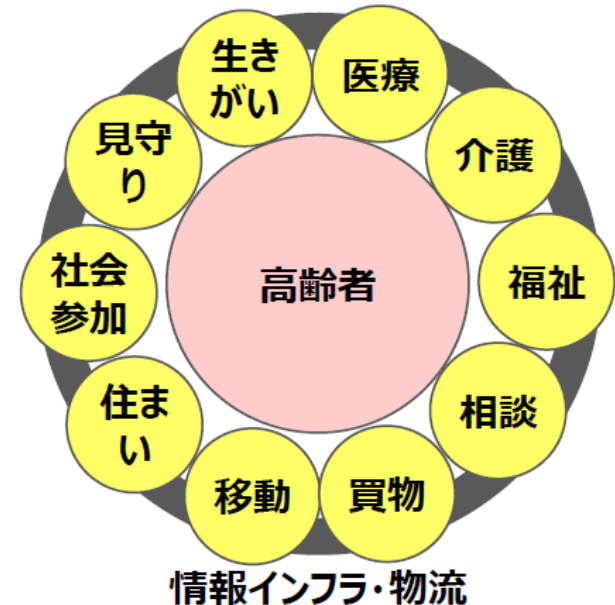 生き
がい
医療
見守
り
介護
社会
参加
高齢者
福祉
住ま
い
相談
移動
買物
情報インフラ・物流